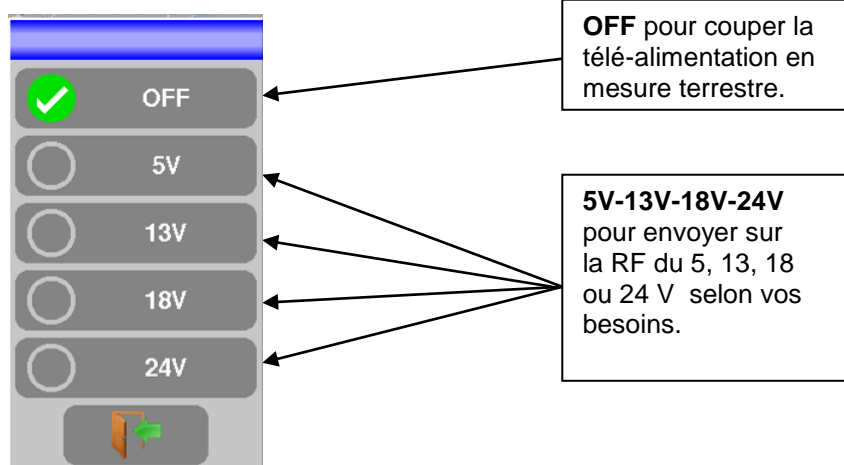 OFF
5V
13V
18V
24V
OFF pour couper la
télé-alimentation en
mesure terrestre.
5V-13V-18V-24V
pour envoyer sur
la RF du 5, 13, 18
ou 24 V  selon vos
besoins.